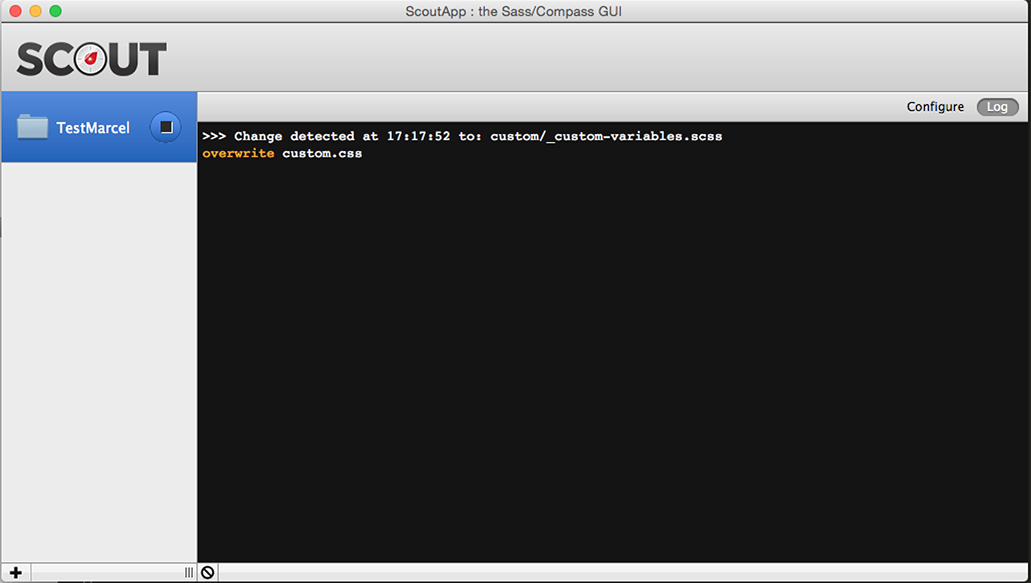 ScoutApp : the Sass/Compass GUI
SCOUT
TestMarcel
Configure Log
>>> Change detected at 17:17:52 to: custom/_custom-variables.scss
overwrite custom.css